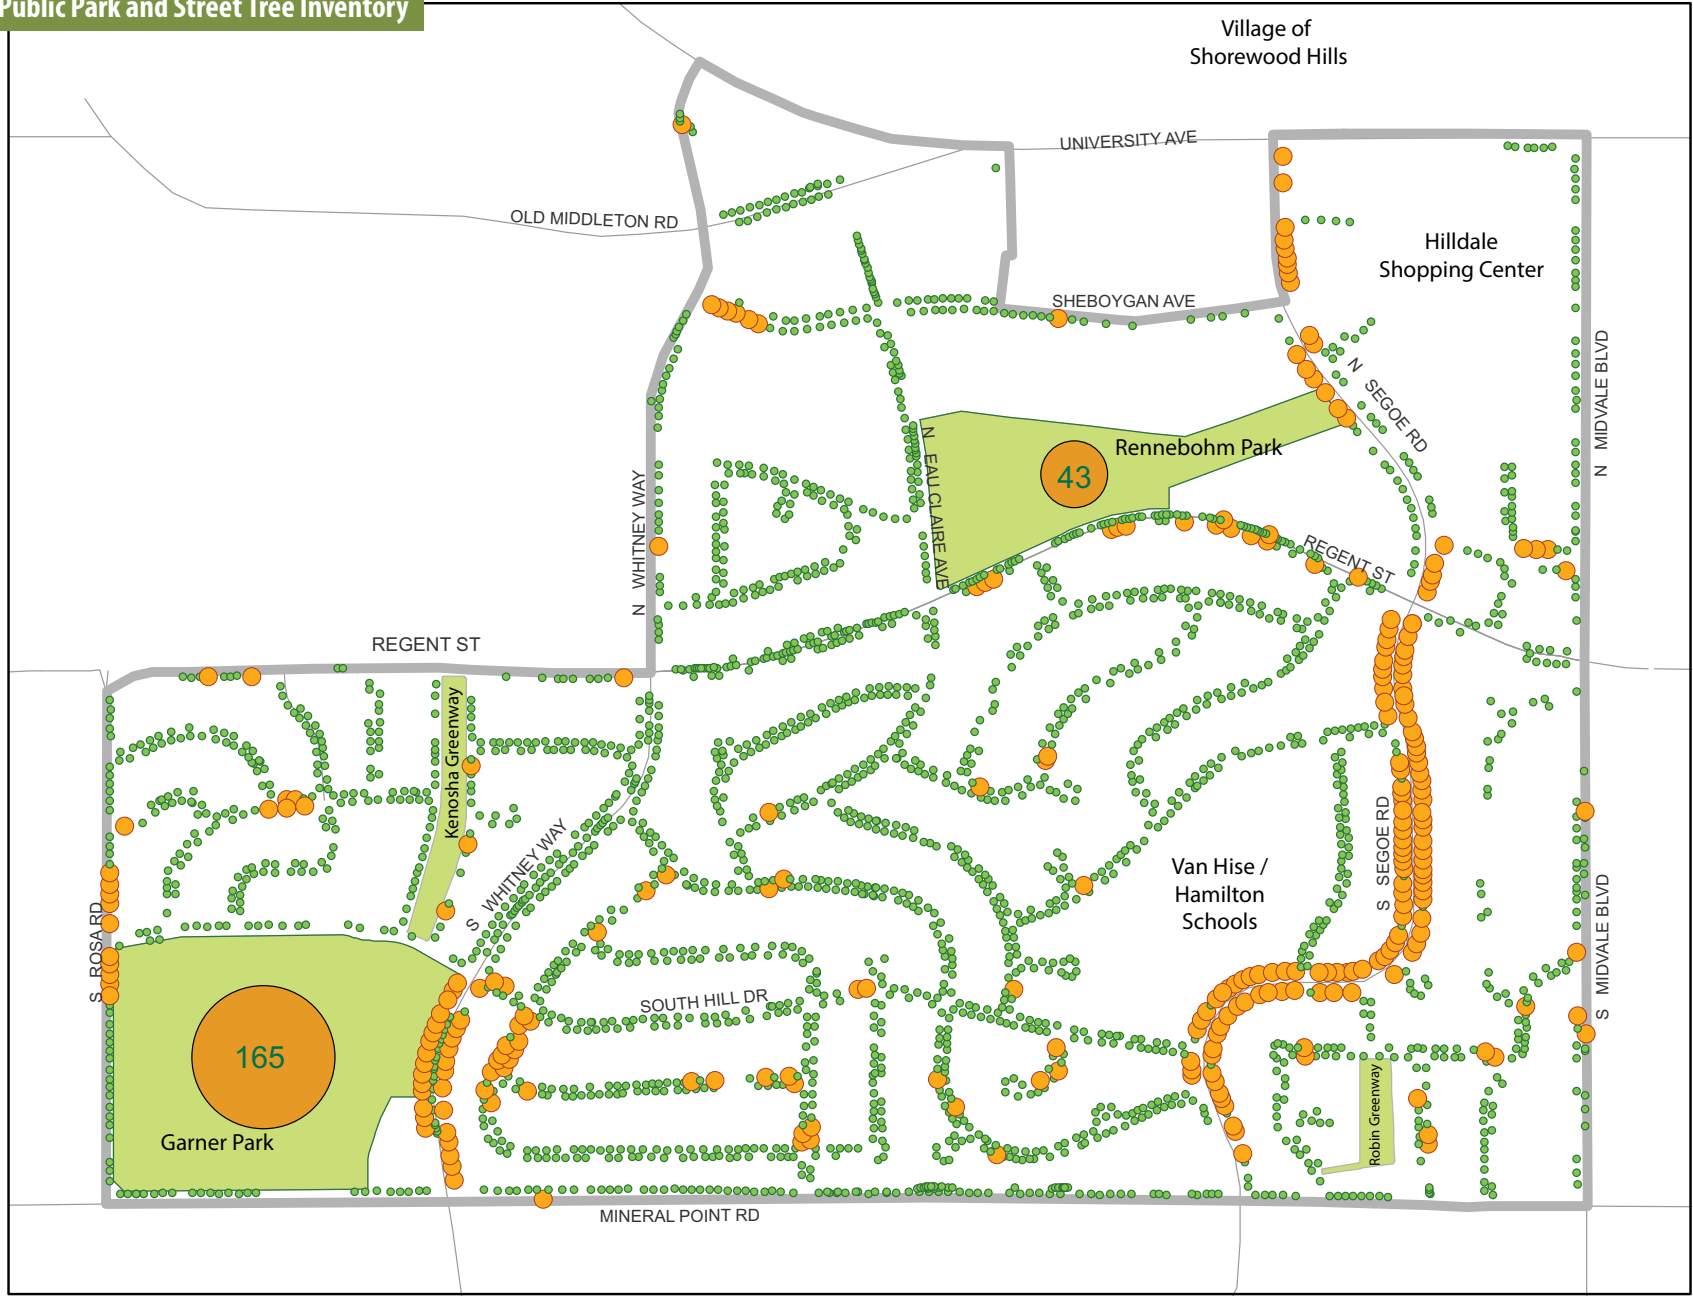 Public Park and Street Tree Inventory
Village of
Shorewood Hills
UNIVERSITY AVE
OLD MIDDLETON RD
Hilldale
Shopping Center
SHEBOYGAN AVE
N MIDVALE BLVD
N SEGOE RD
Rennebohm Park
43
N EAU CLAIRE AVE
N WHITNEY WAY
REGENT ST
REGENT ST
Kenosha Greenway
S WHITNEY WAY
S SEGOE RD
Van Hise /
Hamilton
Schools
S MIDVALE BLVD
S ROSA RD
SOUTH HILL DR
165
Garner Park
Robin Greenway
MINERAL POINT RD